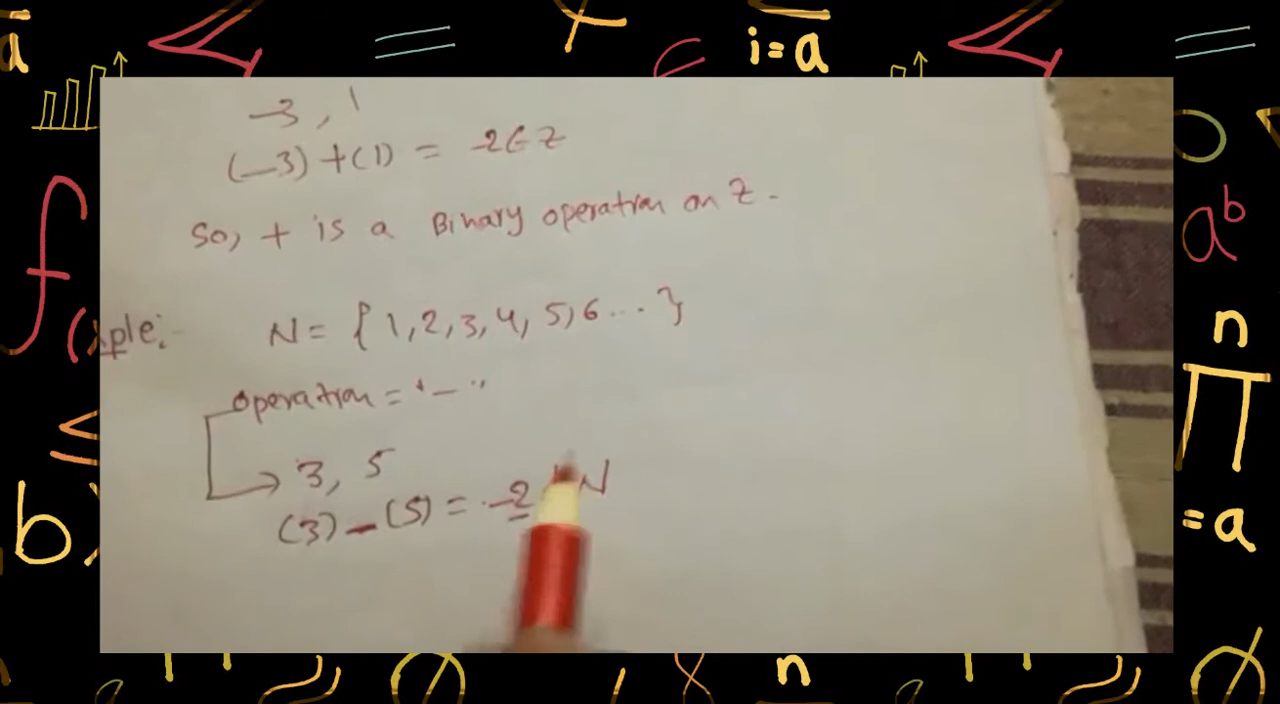 -3, 1
(-3)+(1) = -2∈Z
So, + is a Binary operation on Z.
mple:- N= {1,2,3,4,5,6...}
operation = "-"
3, 5
(3)-(5) = -2 N
a
i=a
f(
b)
a^b
n
∏
=a
≤
n